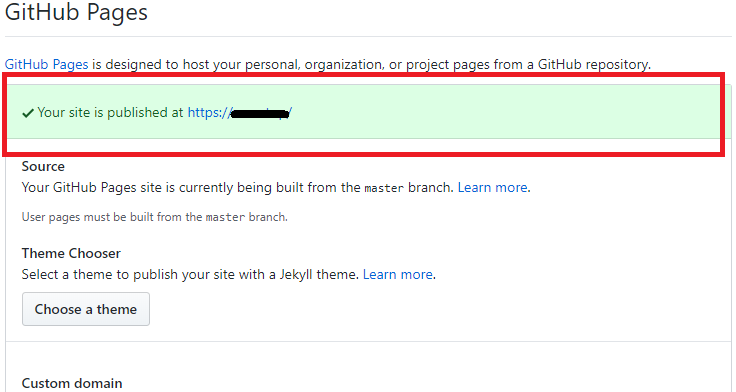 GitHub Pages
GitHub Pages is designed to host your personal, organization, or project pages from a GitHub repository.
✓ Your site is published at https:// /
Source
Your GitHub Pages site is currently being built from the master branch. Learn more.
User pages must be built from the master branch.
Theme Chooser
Select a theme to publish your site with a Jekyll theme. Learn more.
Choose a theme
Custom domain